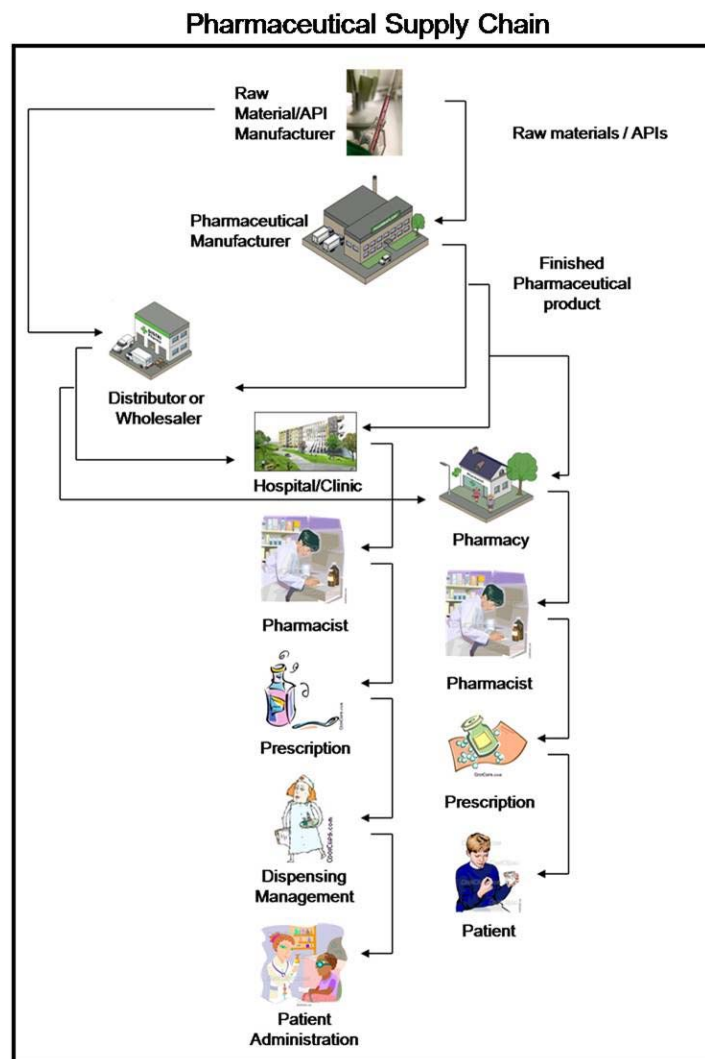 Pharmaceutical Supply Chain
Raw
Material/API
Manufacturer
Raw materials / APIs
Pharmaceutical
Manufacturer
Finished
Pharmaceutical
product
Distributor or
Wholesaler
Hospital/Clinic
Pharmacy
Pharmacist
Pharmacist
Prescription
Prescription
Dispensing
Management
Patient
Patient
Administration